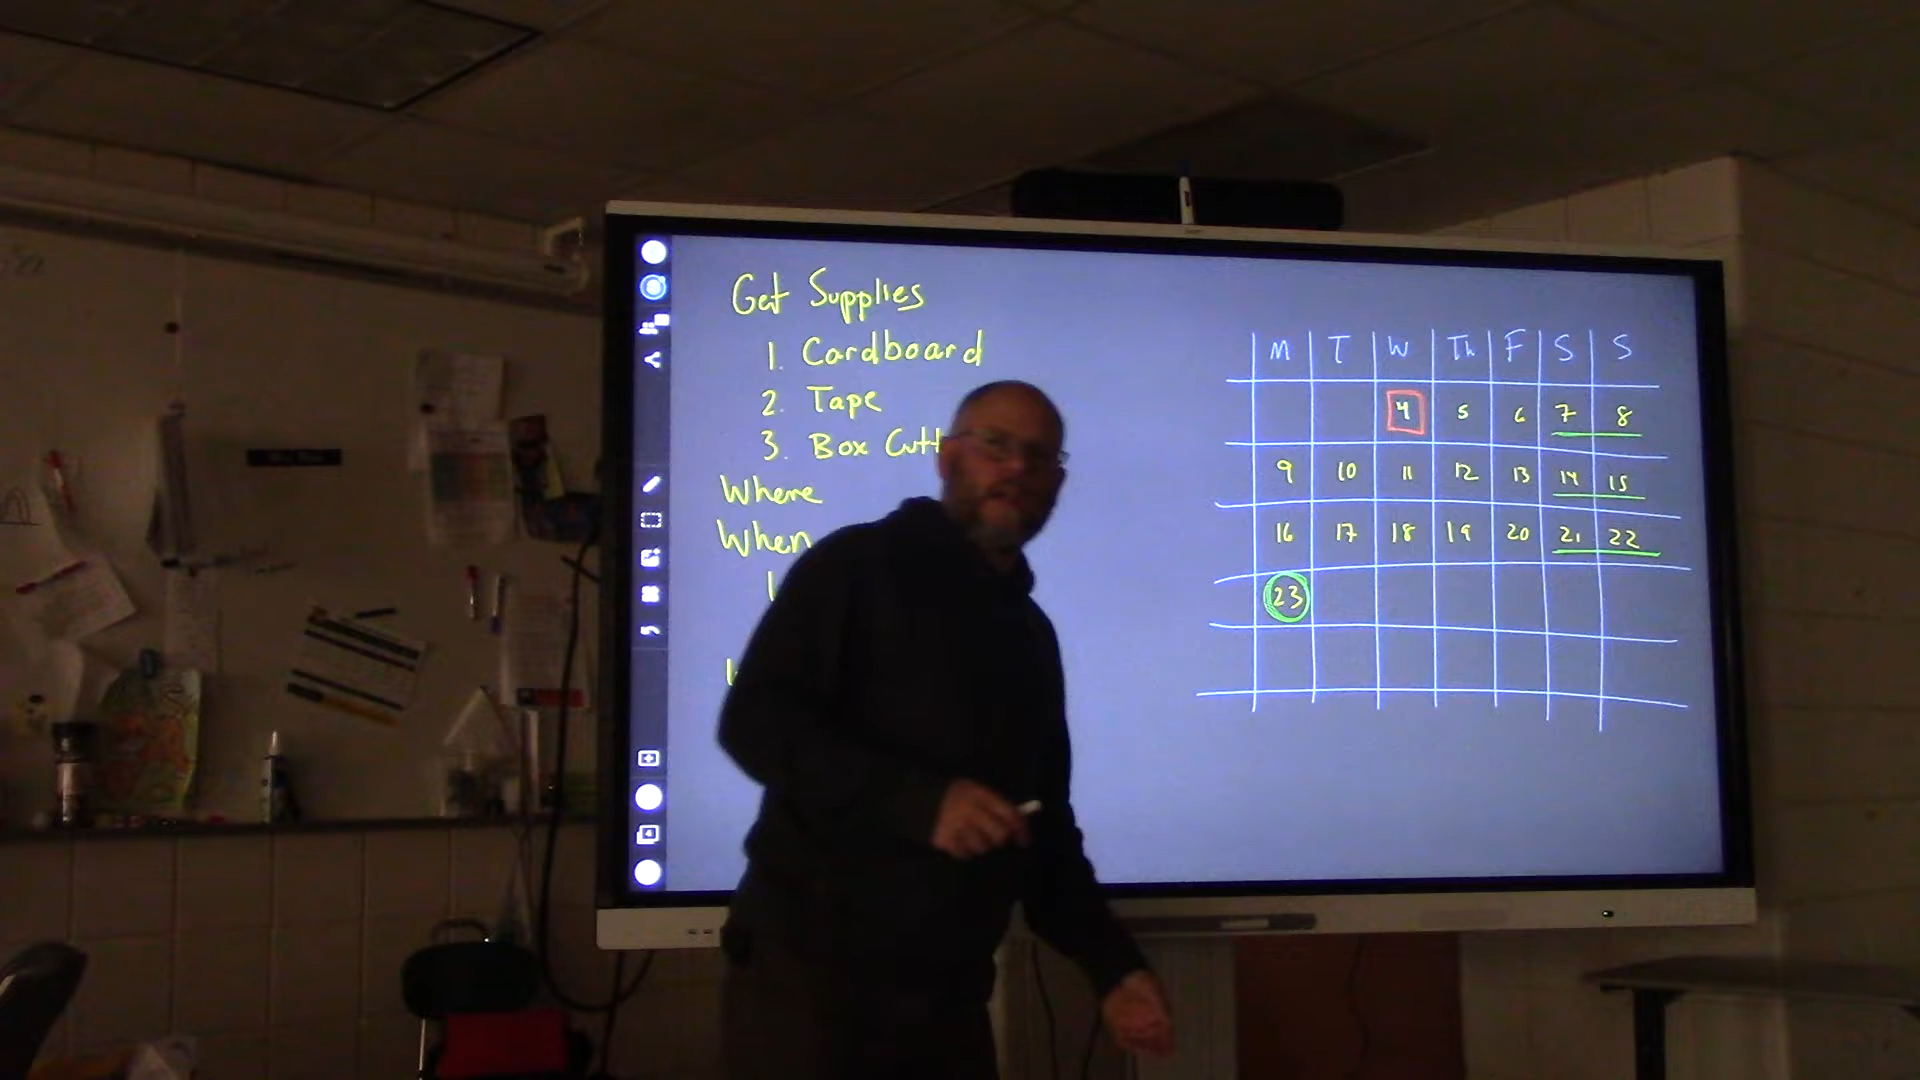 Get Supplies
1. Cardboard
2. Tape
3. Box Cutt
Where
When
1
M T W Th F S S
4 5 6 7 8
9 10 11 12 13 14 15
16 17 18 19 20 21 22
23